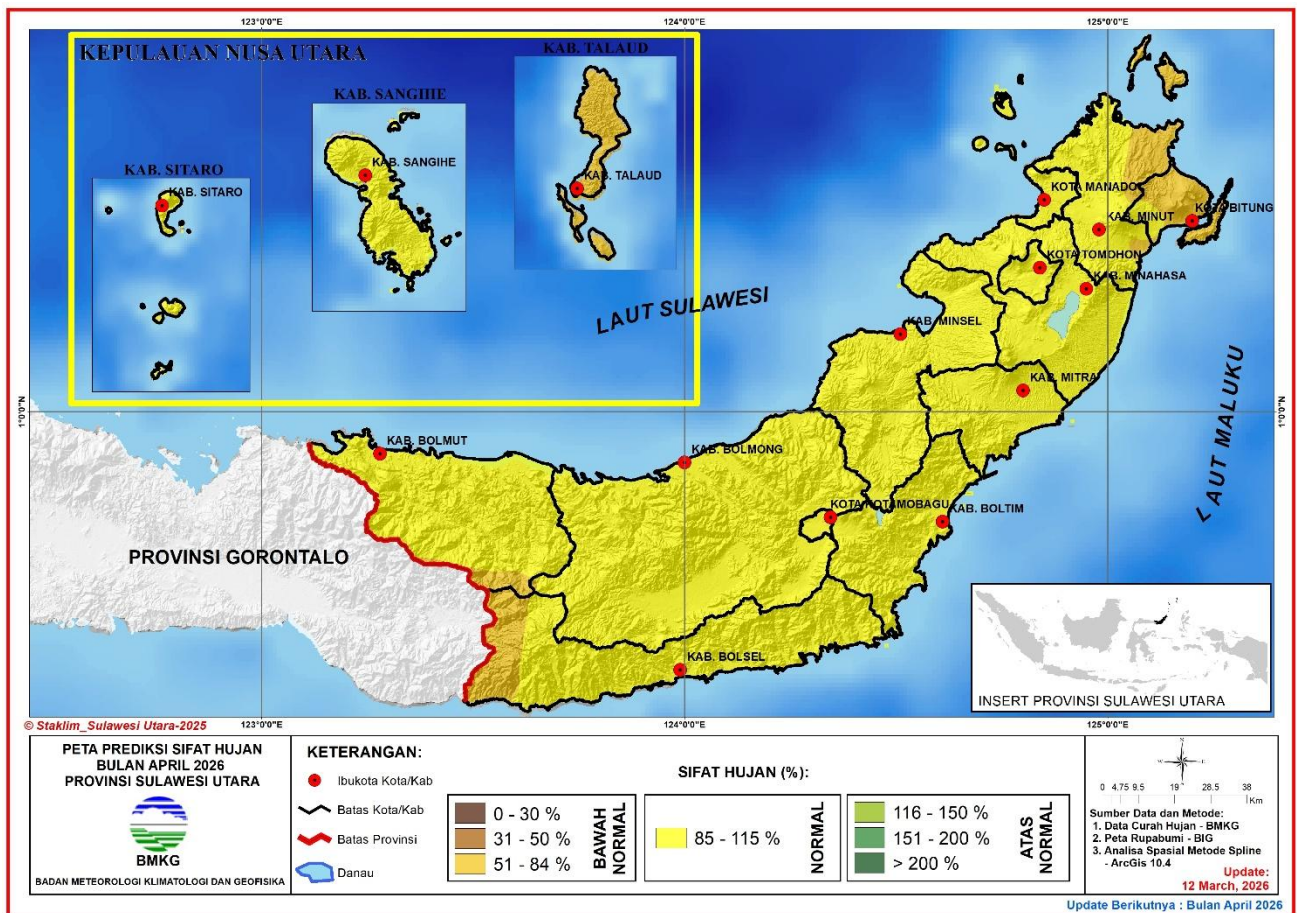 123°0'0"E
124°0'0"E
125°0'0"E
KEPULAUAN NUSA UTARA
KAB. TALAUD
KAB. SANGIHE
KAB. SANGIHE
KAB. TALAUD
KAB. SITARO
KAB. SITARO
KOTA MANADO
KOTA BITUNG
KAB. MINUT
KOTA TOMOHON
KAB. MINAHASA
LAUT SULAWESI
KAB. MINSEL
KAB. MITRA
LAUT MALUKU
1°0'0"N
1°0'0"N
KAB. BOLMUT
KAB. BOLMONG
KOTA KOTAMOBAGU
KAB. BOLTIM
PROVINSI GORONTALO
KAB. BOLSEL
INSERT PROVINSI SULAWESI UTARA
© Staklim_Sulawesi Utara-2025
123°0'0"E
124°0'0"E
125°0'0"E
PETA PREDIKSI SIFAT HUJAN
BULAN APRIL 2026
PROVINSI SULAWESI UTARA
BMKG
BADAN METEOROLOGI KLIMATOLOGI DAN GEOFISIKA
KETERANGAN:
Ibukota Kota/Kab
Batas Kota/Kab
Batas Provinsi
Danau
SIFAT HUJAN (%):
0 - 30 %
31 - 50 %
51 - 84 %
BAWAH
NORMAL
85 - 115 %
NORMAL
116 - 150 %
151 - 200 %
> 200 %
ATAS
NORMAL
N
W
E
S
0 4.75 9.5 19 28.5 38
Km
Sumber Data dan Metode:
1. Data Curah Hujan - BMKG
2. Peta Rupabumi - BIG
3. Analisa Spasial Metode Spline
- ArcGis 10.4
Update:
12 March, 2026
Update Berikutnya : Bulan April 2026